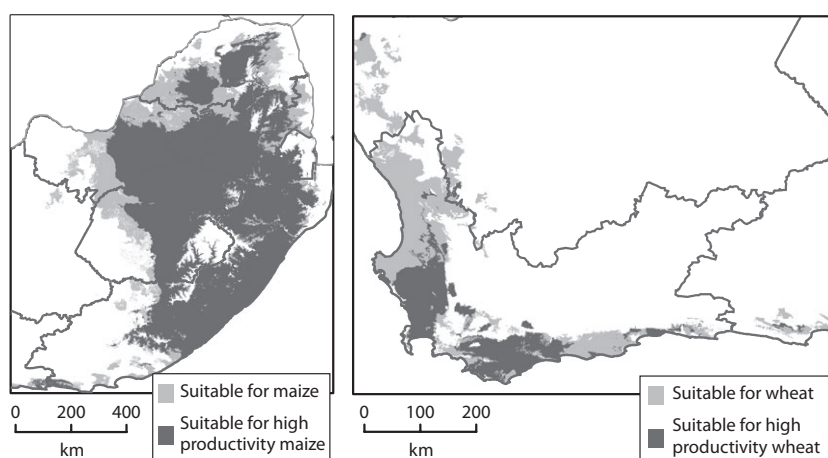 Suitable for maize
Suitable for high
productivity maize
0 200 400
km
Suitable for wheat
Suitable for high
productivity wheat
0 100 200
km